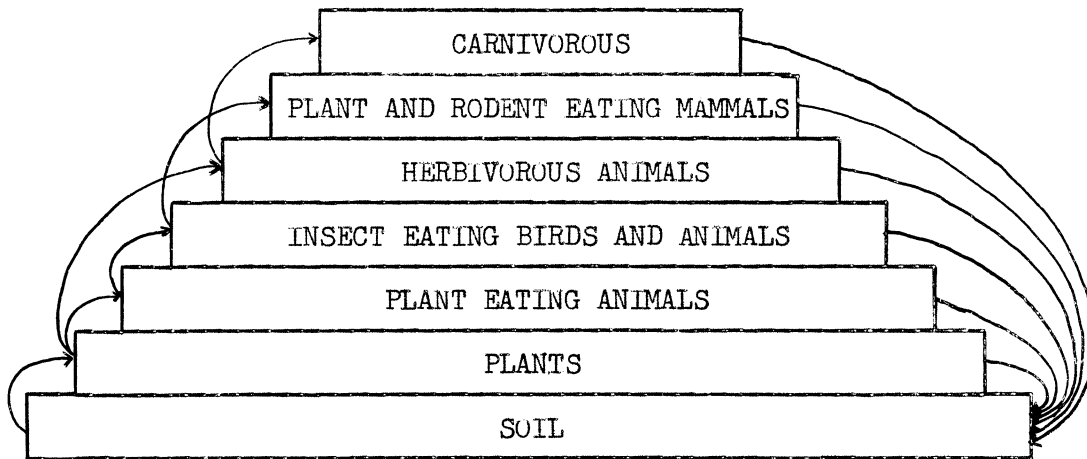 CARNIVOROUS
PLANT AND RODENT EATING MAMMALS
HERBIVOROUS ANIMALS
INSECT EATING BIRDS AND ANIMALS
PLANT EATING ANIMALS
PLANTS
SOIL